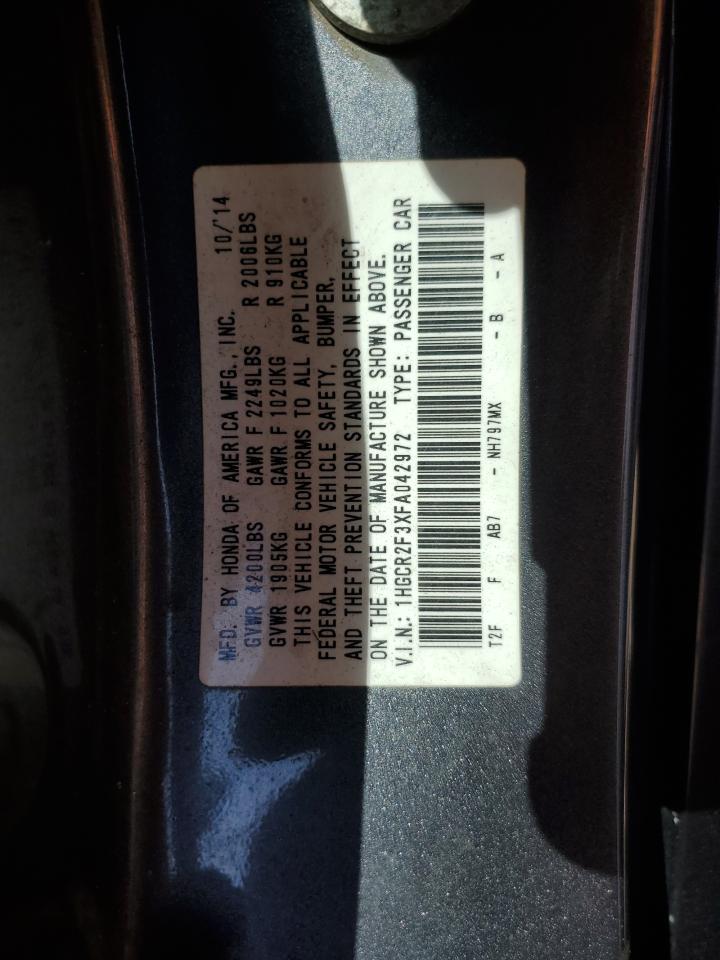 MFD. BY HONDA OF AMERICA MFG., INC. 10/'14
GVWR 4200LBS GAWR F 2249LBS R 2006LBS
GVWR 1905KG GAWR F 1020KG R 910KG
THIS VEHICLE CONFORMS TO ALL APPLICABLE
FEDERAL MOTOR VEHICLE SAFETY, BUMPER,
AND THEFT PREVENTION STANDARDS IN EFFECT
ON THE DATE OF MANUFACTURE SHOWN ABOVE.
V.I.N.: 1HGCR2F3XFA042972 TYPE: PASSENGER CAR
T2F F AB7 - NH797MX - B - A